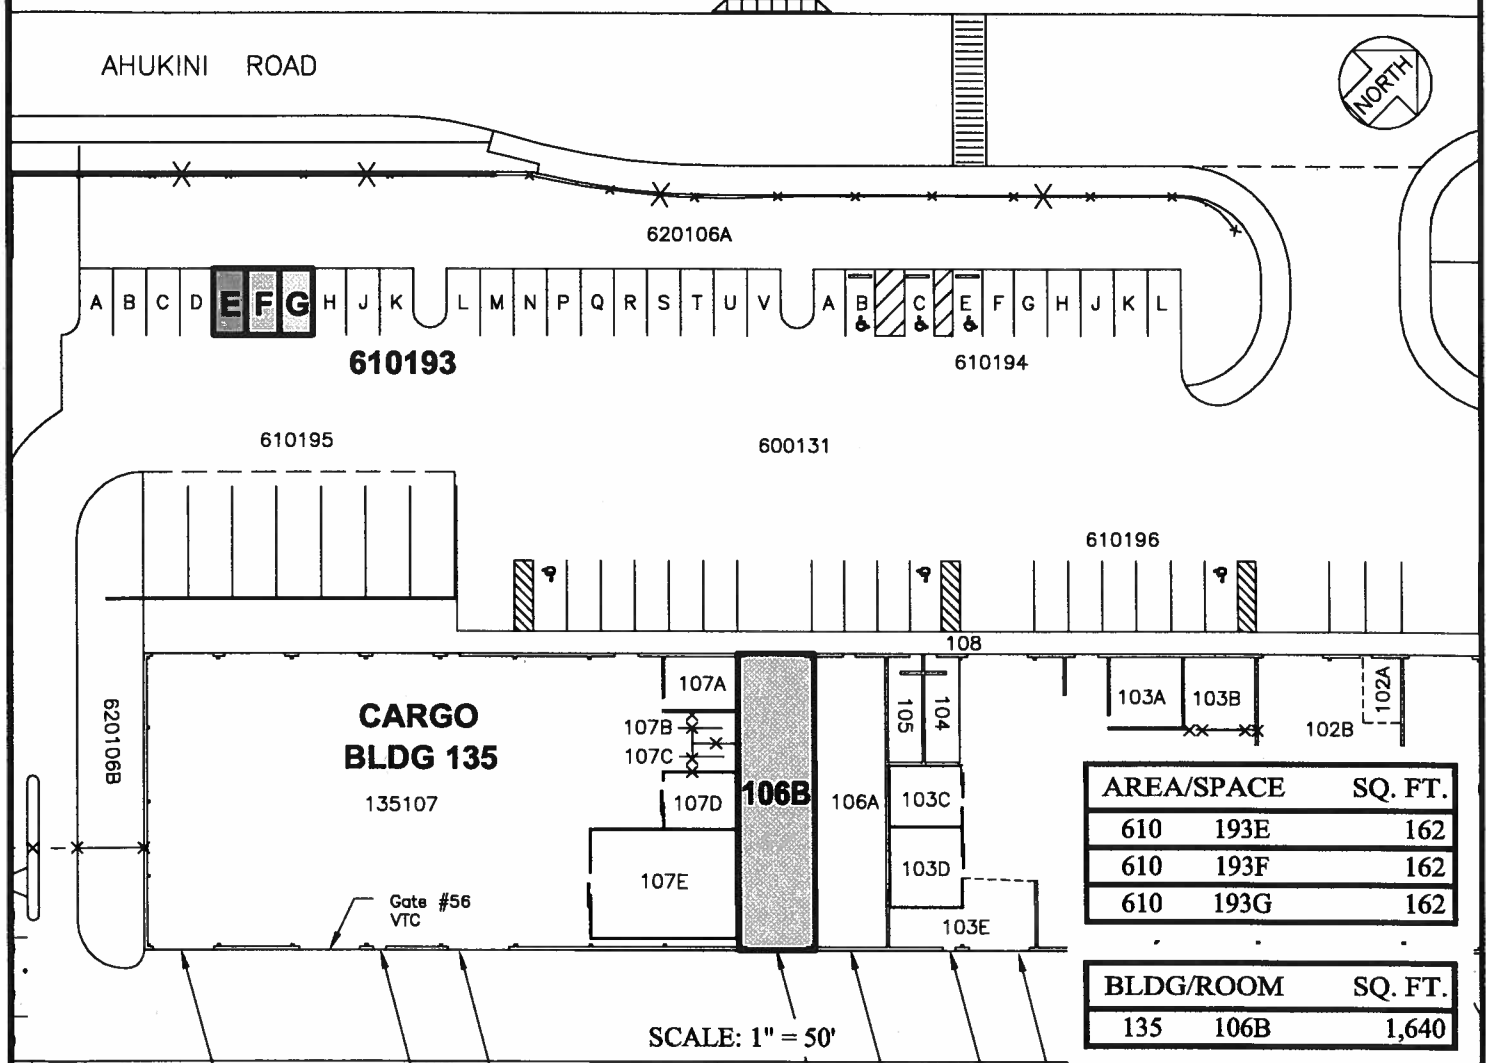 AHUKINI ROAD
NORTH
620106A
A B C D E F G H J K L M N P Q R S T U V A B C E F G H J K L
610193
610194
610195
600131
610196
108
620106B
CARGO
BLDG 135
135107
107A
107B
107C
107D
107E
106B
106A
105
104
103A
103B
103C
103D
103E
102A
102B
Gate #56
VTC
AREA/SPACE SQ. FT.
610 193E 162
610 193F 162
610 193G 162
BLDG/ROOM SQ. FT.
135 106B 1,640
SCALE: 1" = 50'